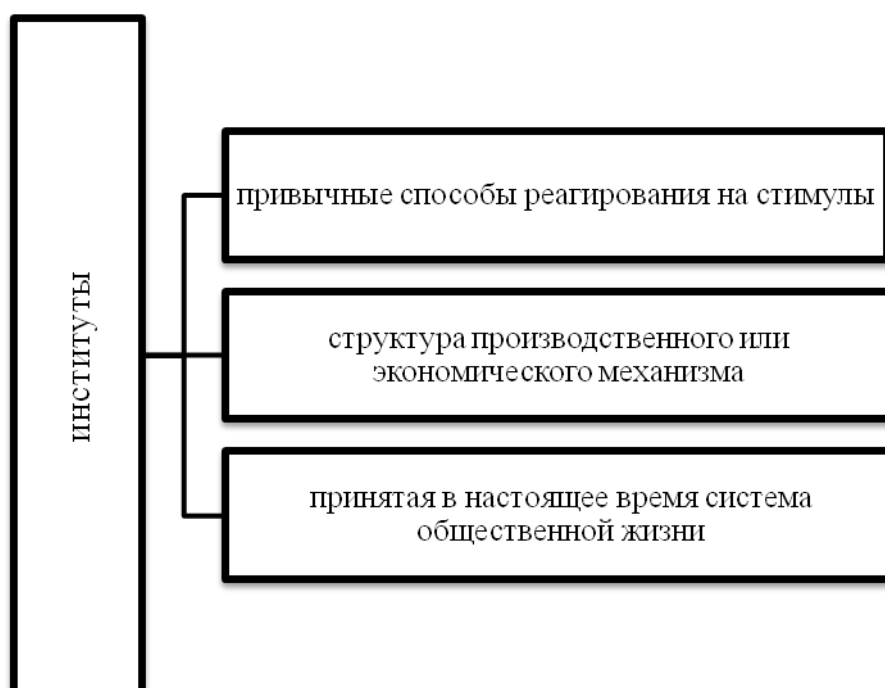 институты
привычные способы реагирования на стимулы
структура производственного или
экономического механизма
принятая в настоящее время система
общественной жизни